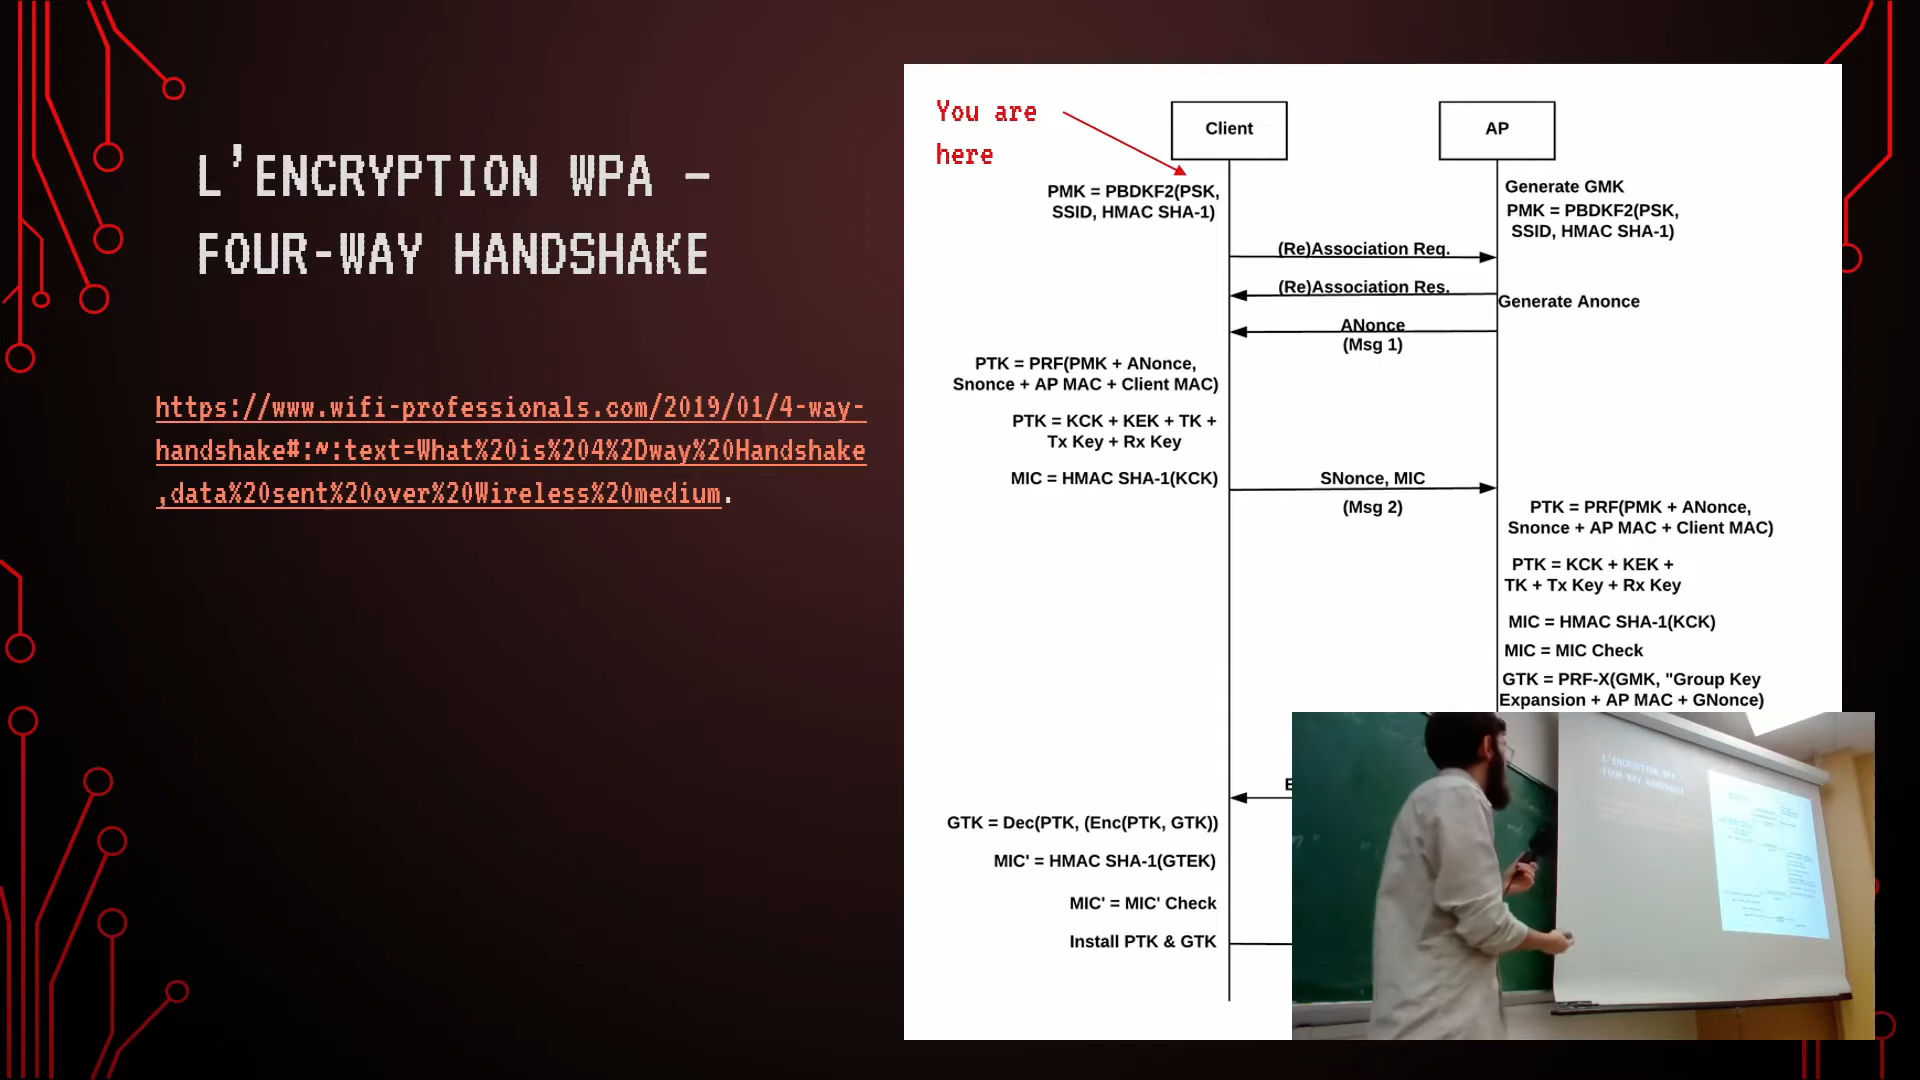 L'ENCRYPTION WPA -
FOUR-WAY HANDSHAKE
https://www.wifi-professionals.com/2019/01/4-way-
handshake#:~:text=What%20is%204%2Dway%20Handshake
,data%20sent%20over%20Wireless%20medium.
You are
here
Client
AP
PMK = PBDKF2(PSK,
SSID, HMAC SHA-1)
Generate GMK
PMK = PBDKF2(PSK,
SSID, HMAC SHA-1)
(Re)Association Req.
(Re)Association Res.
Generate Anonce
ANonce
(Msg 1)
PTK = PRF(PMK + ANonce,
Snonce + AP MAC + Client MAC)
PTK = KCK + KEK + TK +
Tx Key + Rx Key
MIC = HMAC SHA-1(KCK)
SNonce, MIC
(Msg 2)
PTK = PRF(PMK + ANonce,
Snonce + AP MAC + Client MAC)
PTK = KCK + KEK +
TK + Tx Key + Rx Key
MIC = HMAC SHA-1(KCK)
MIC = MIC Check
GTK = PRF-X(GMK, "Group Key
Expansion + AP MAC + GNonce)
GTK = Dec(PTK, (Enc(PTK, GTK))
MIC' = HMAC SHA-1(GTEK)
MIC' = MIC' Check
Install PTK & GTK
L'ENCRYPTION WPA -
FOUR-WAY HANDSHAKE